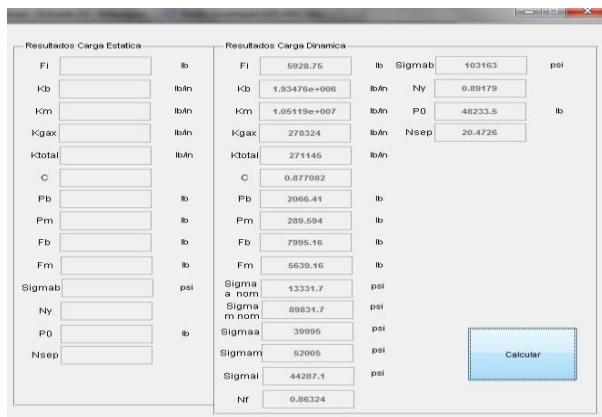 Resultados Carga Estatica
Fi lb
Kb lb/in
Km lb/in
Kgax lb/in
Ktotal lb/in
C
Pb lb
Pm lb
Fb lb
Fm lb
Sigmab psi
Ny
P0 lb
Nsep
Resultados Carga Dinamica
Fi 5928.75 lb
Kb 1.93476e+006 lb/in
Km 1.05119e+007 lb/in
Kgax 278324 lb/in
Ktotal 271145 lb/in
C 0.877082
Pb 2066.41 lb
Pm 289.594 lb
Fb 7995.16 lb
Fm 5639.16 lb
Sigma a nom 13331.7 psi
Sigma m nom 89831.7 psi
Sigmaa 39995 psi
Sigmam 52005 psi
Sigmai 44287.1 psi
Nf 0.86324
Sigmab 103163 psi
Ny 0.89179
P0 48233.5 lb
Nsep 20.4726
Calcular